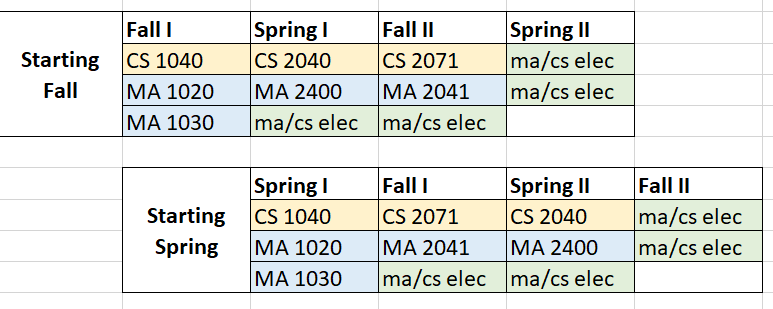 Fall I Spring I Fall II Spring II
Starting Fall
CS 1040 CS 2040 CS 2071 ma/cs elec
MA 1020 MA 2400 MA 2041 ma/cs elec
MA 1030 ma/cs elec ma/cs elec
Spring I Fall I Spring II Fall II
Starting Spring
CS 1040 CS 2071 CS 2040 ma/cs elec
MA 1020 MA 2041 MA 2400 ma/cs elec
MA 1030 ma/cs elec ma/cs elec